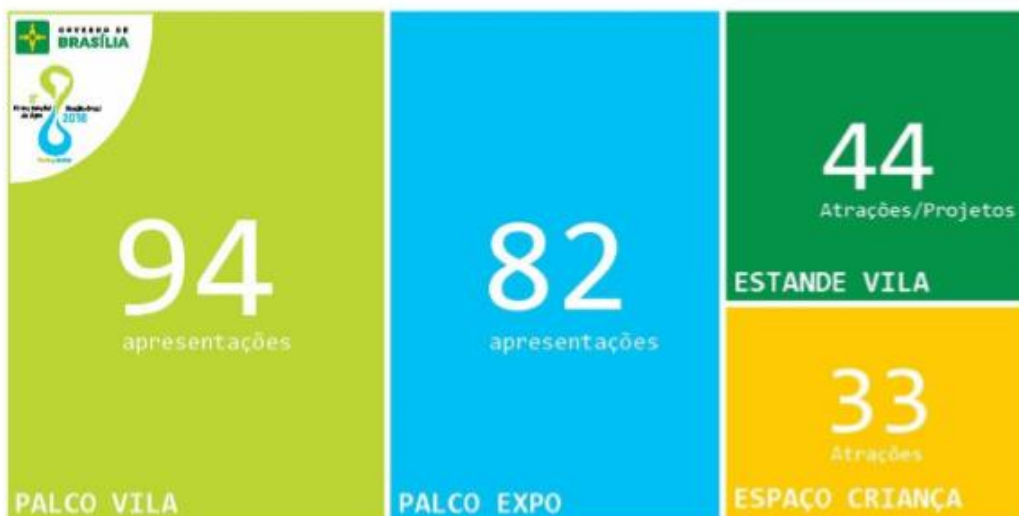 GOVERNO DE
BRASÍLIA
2018
94
apresentações
PALCO VILA
82
apresentações
PALCO EXPO
44
Atrações/Projetos
ESTANDE VILA
33
Atrações
ESPAÇO CRIANÇA